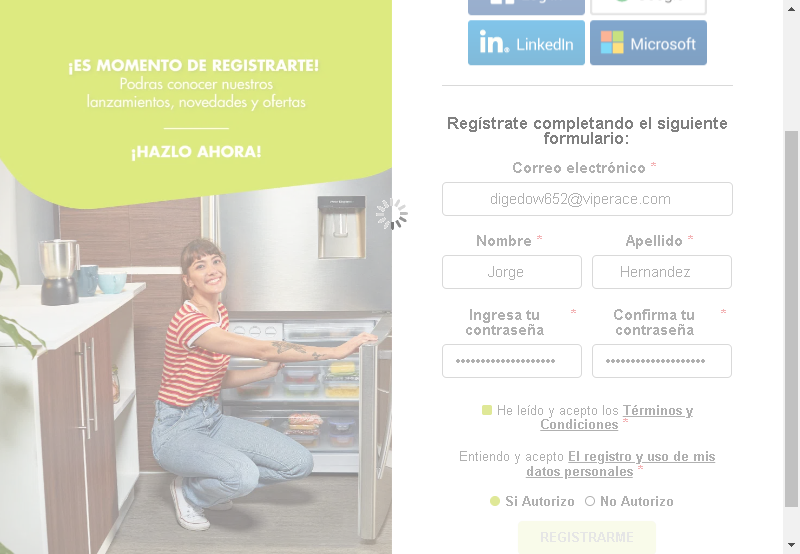 LinkedIn
Microsoft
¡ES MOMENTO DE REGISTRARTE!
Podras conocer nuestros
lanzamientos, novedades y ofertas
¡HAZLO AHORA!
Regístrate completando el siguiente
formulario:
Correo electrónico *
digedow652@viperace.com
Nombre *
Apellido *
Jorge
Hernandez
Ingresa tu *
contraseña
Confirma tu *
contraseña
••••••••••••••••••••
••••••••••••••••••••
He leído y acepto los Términos y
Condiciones *
Entiendo y acepto El registro y uso de mis
datos personales *
Si Autorizo
No Autorizo
REGISTRARME